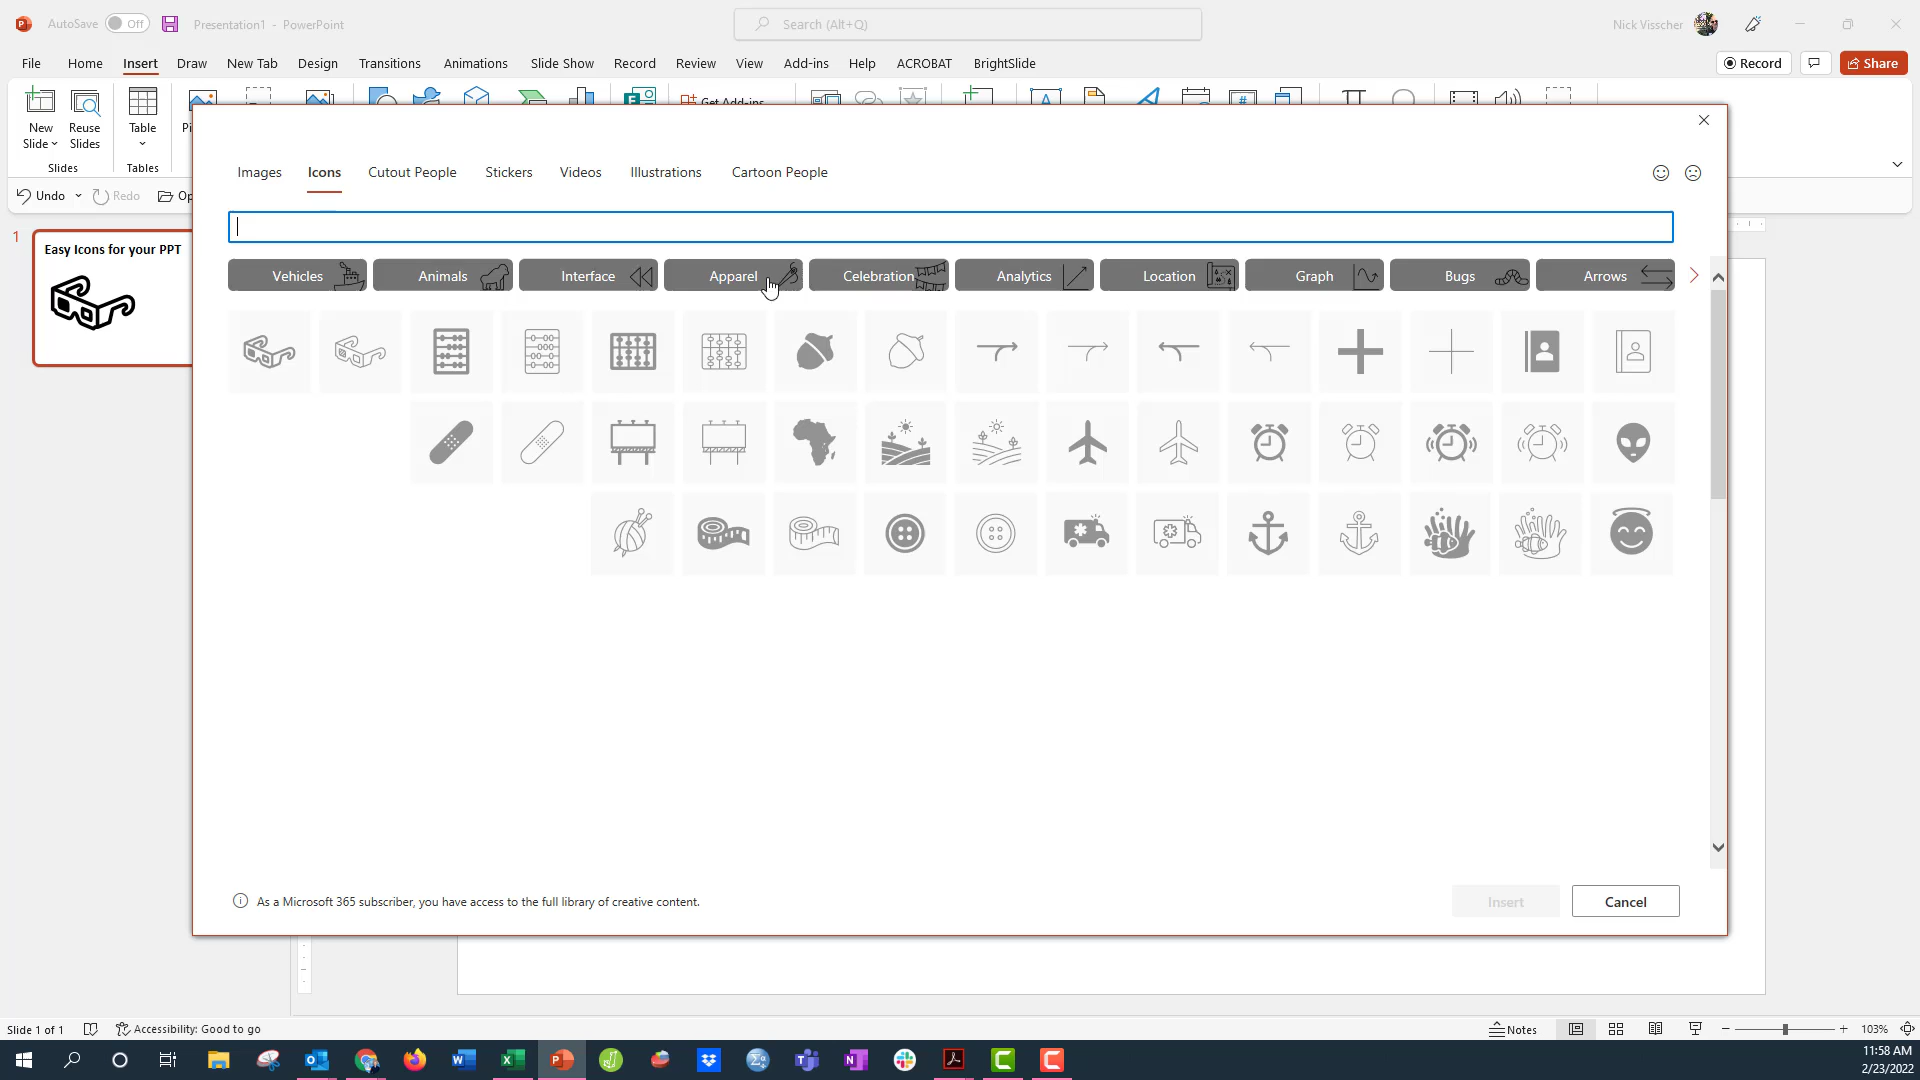 AutoSave Off Presentation1 - PowerPoint Search (Alt+Q) Nick Visscher
File Home Insert Draw New Tab Design Transitions Animations Slide Show Record Review View Add-ins Help ACROBAT BrightSlide Record Share
New Slide
Reuse Slides
Table
Get Add-ins
Slides Tables
Undo Redo
Images Icons Cutout People Stickers Videos Illustrations Cartoon People
1
Easy Icons for your PPT
Vehicles Animals Interface Apparel Celebration Analytics Location Graph Bugs Arrows
As a Microsoft 365 subscriber, you have access to the full library of creative content.
Insert Cancel
Slide 1 of 1 Accessibility: Good to go Notes 103%
11:58 AM
2/23/2022